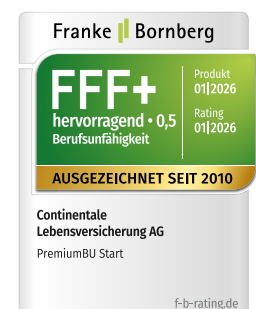 Franke Bornberg
FFF+
hervorragend • 0,5
Berufsunfähigkeit
Produkt
01|2026
Rating
01|2026
AUSGEZEICHNET SEIT 2010
Continentale
Lebensversicherung AG
PremiumBU Start
f-b-rating.de